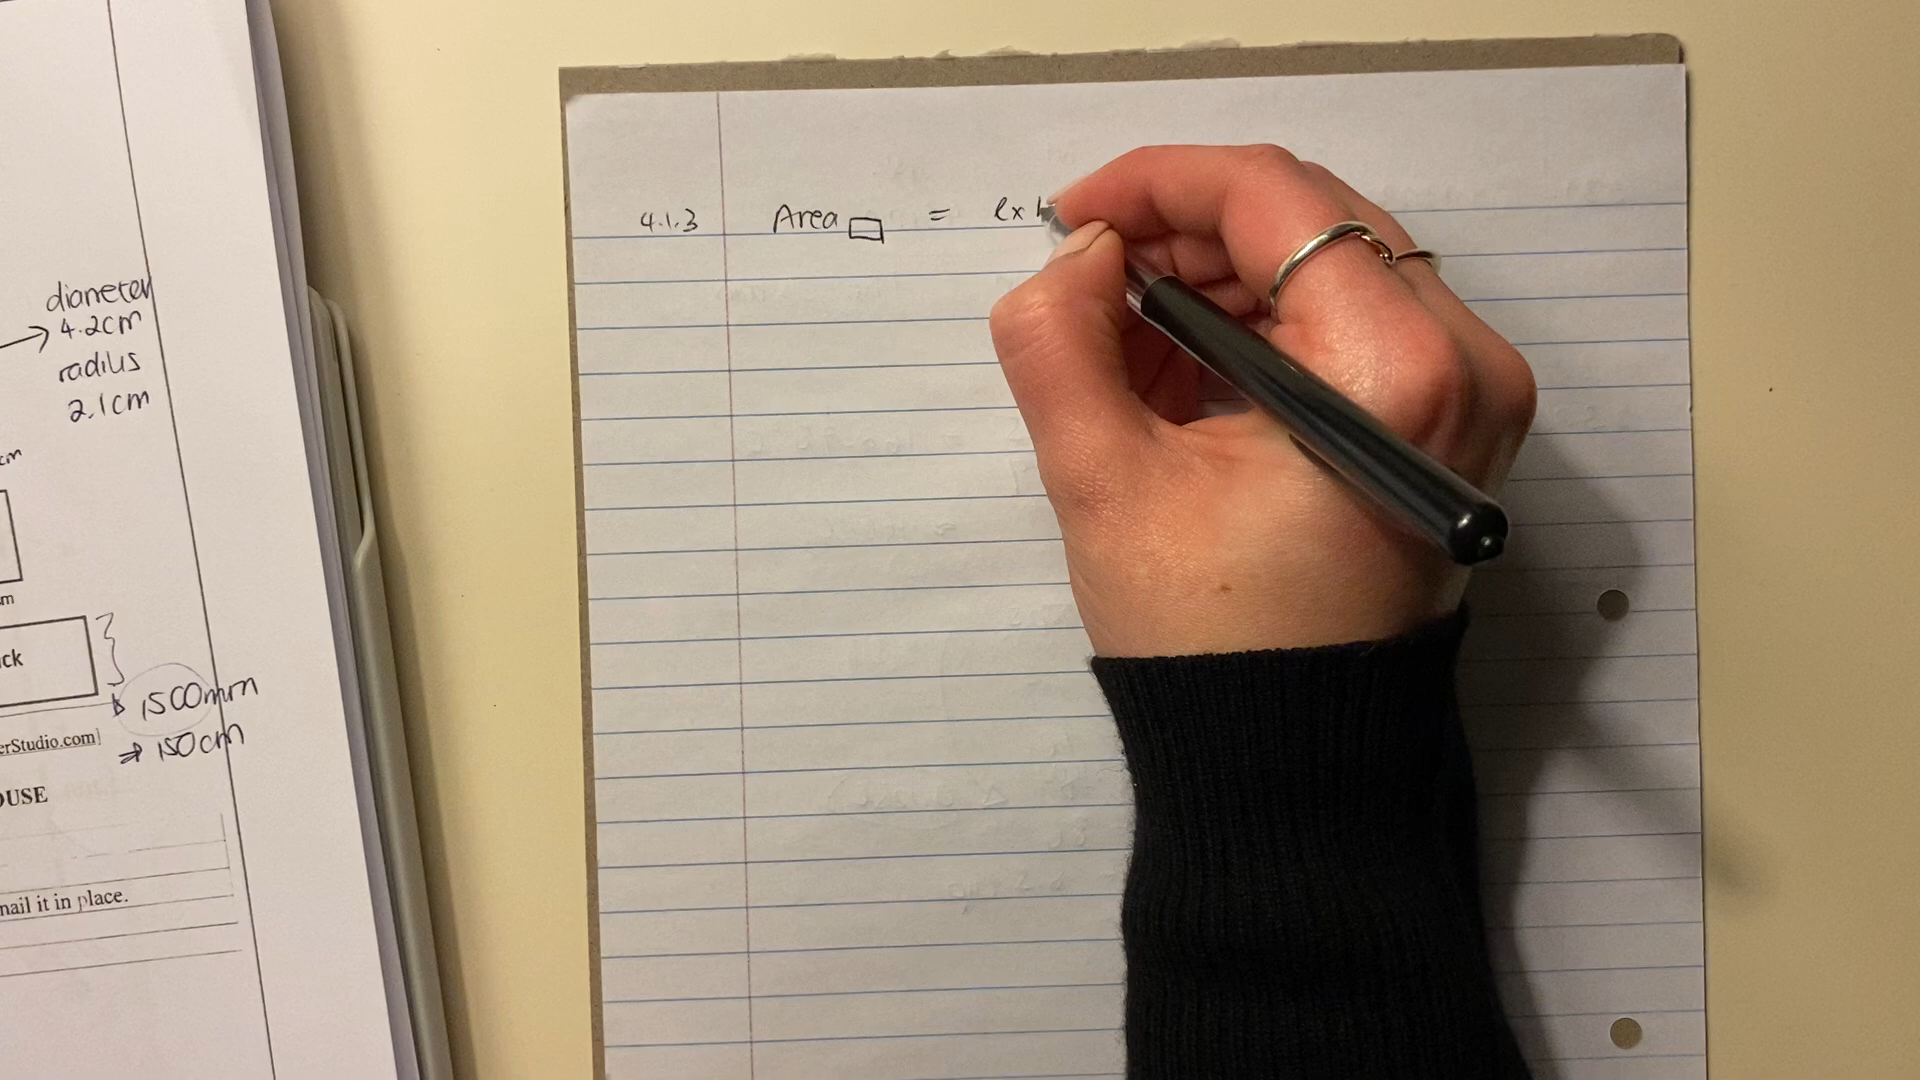 diameter
4.2cm
radius
2.1cm
cm
m
ck
1500mm
⇒ 150cm
erStudio.com]
OUSE
nail it in place.
4.1.3 Area ▭ = l x